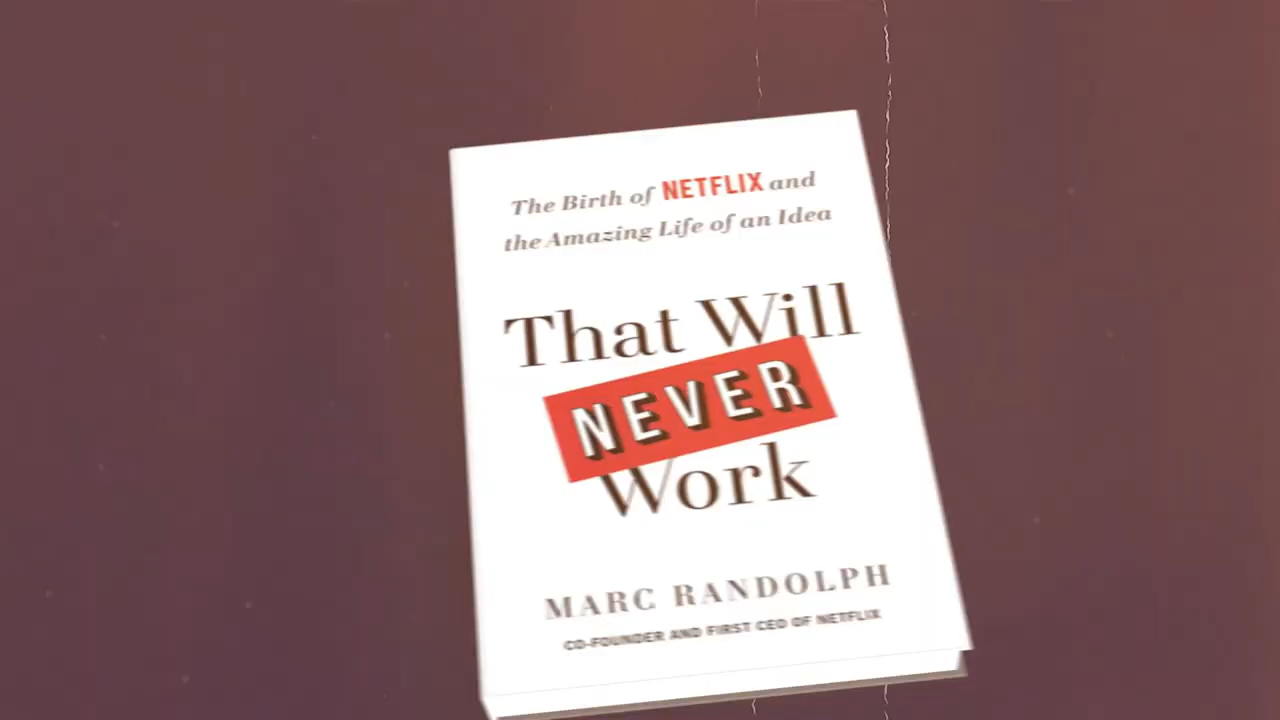 The Birth of NETFLIX and
the Amazing Life of an Idea
That Will
NEVER
Work
MARC RANDOLPH
CO-FOUNDER AND FIRST CEO OF NETFLIX